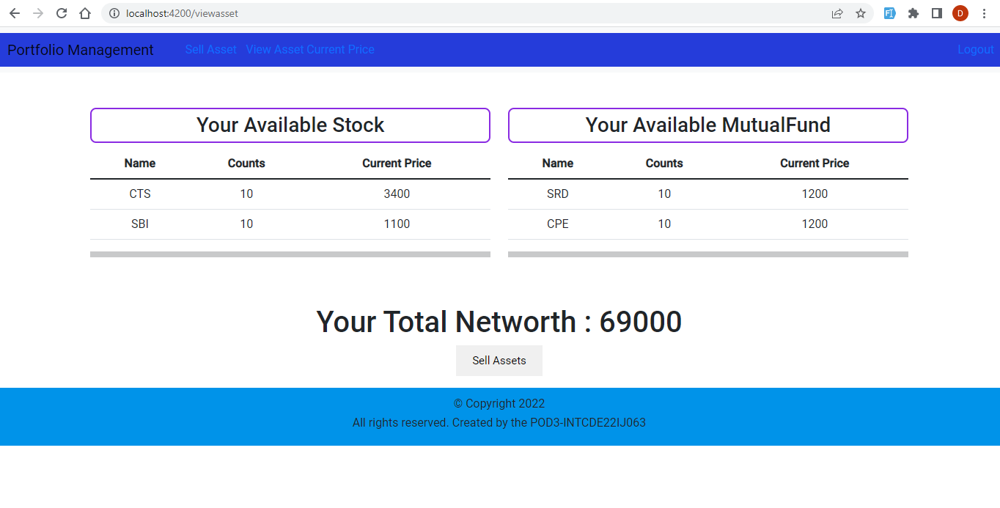 localhost:4200/viewasset
D
Portfolio Management Sell Asset View Asset Current Price Logout
Your Available Stock
Name Counts Current Price
CTS 10 3400
SBI 10 1100
Your Available MutualFund
Name Counts Current Price
SRD 10 1200
CPE 10 1200
Your Total Networth : 69000
Sell Assets
© Copyright 2022
All rights reserved. Created by the POD3-INTCDE22IJ063